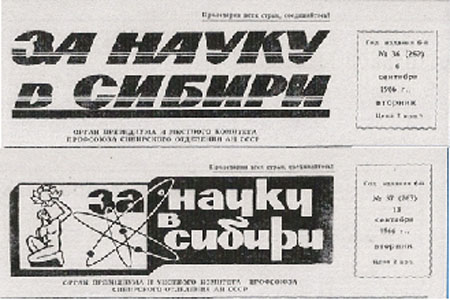 Пролетарии всех стран, соединяйтесь!
ЗА НАУКУ
В СИБИРИ
ОРГАН ПРЕЗИДИУМА И МЕСТНОГО КОМИТЕТА
ПРОФСОЮЗА СИБИРСКОГО ОТДЕЛЕНИЯ АН СССР
Год издания 6-й
№ 36
6
сентября
1966 г.,
вторник
Цена 2 коп.
Пролетарии всех стран, соединяйтесь!
за науку
в
сибири
ОРГАН ПРЕЗИДИУМА И МЕСТНОГО КОМИТЕТА ПРОФСОЮЗА
СИБИРСКОГО ОТДЕЛЕНИЯ АН СССР
Год издания 6-й
№ 37
13
сентября
1966 г.,
вторник
Цена 2 коп.